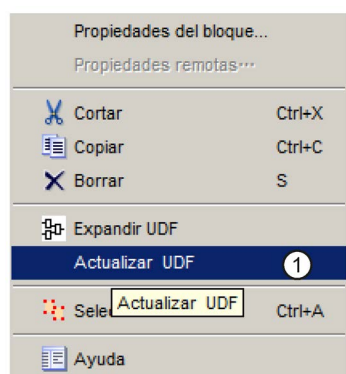 Propiedades del bloque...
Propiedades remotas...
Cortar Ctrl+X
Copiar Ctrl+C
Borrar S
Expandir UDF
Actualizar UDF 1
Sele Actualizar UDF Ctrl+A
Ayuda